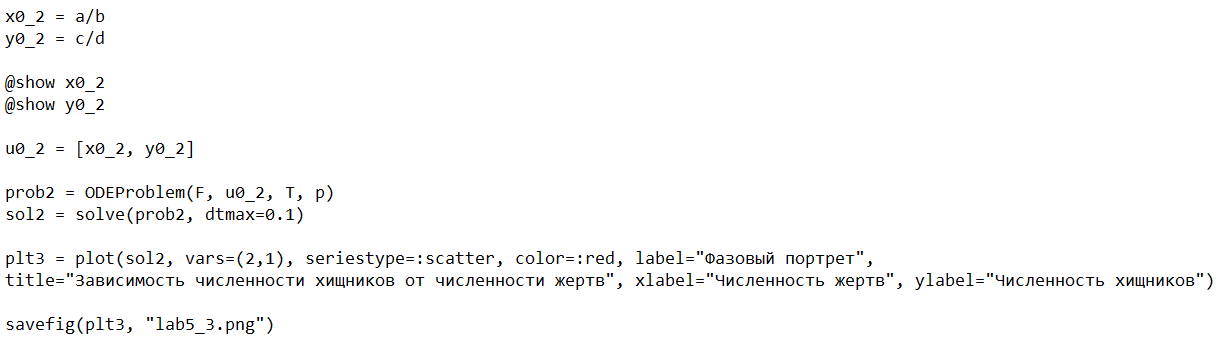 x0_2 = a/b
y0_2 = c/d
@show x0_2
@show y0_2
u0_2 = [x0_2, y0_2]
prob2 = ODEProblem(F, u0_2, T, p)
sol2 = solve(prob2, dtmax=0.1)
plt3 = plot(sol2, vars=(2,1), seriestype=:scatter, color=:red, label="Фазовый портрет",
title="Зависимость численности хищников от численности жертв", xlabel="Численность жертв", ylabel="Численность хищников")
savefig(plt3, "lab5_3.png")